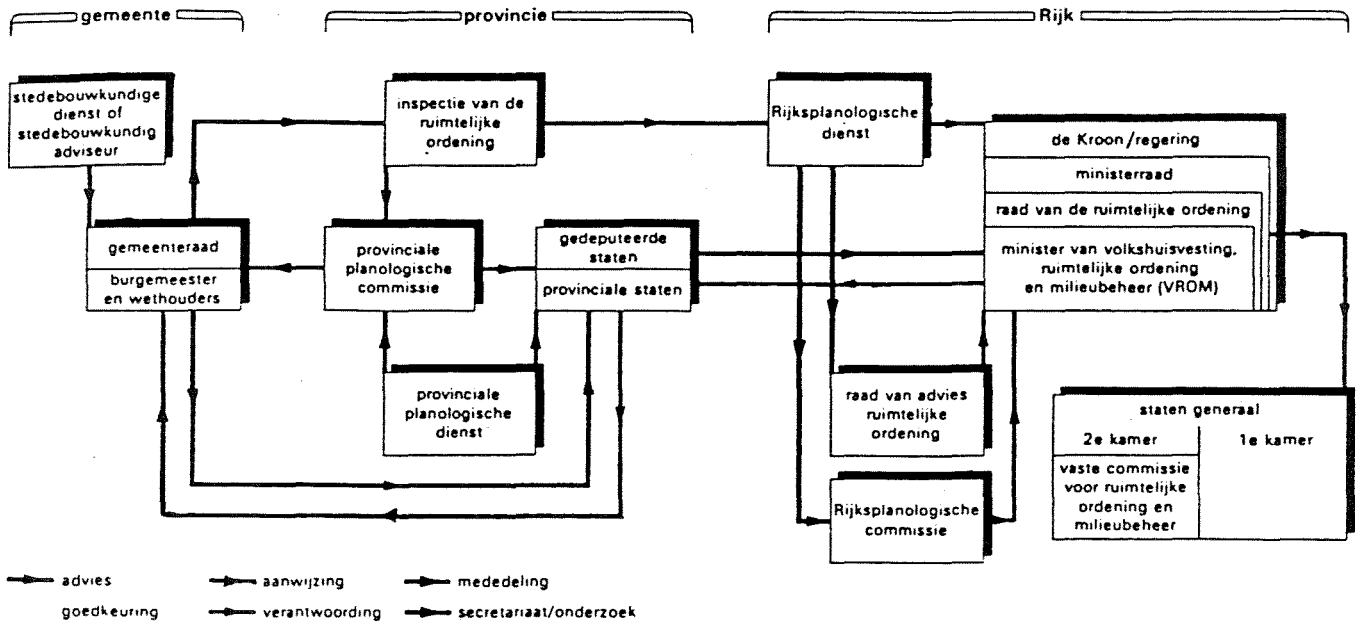 gemeente
provincie
Rijk
stedebouwkundige
dienst of
stedebouwkundig
adviseur
inspectie van de
ruimtelijke
ordening
Rijksplanologische
dienst
de Kroon/regering
ministerraad
raad van de ruimtelijke ordening
minister van volkshuisvesting,
ruimtelijke ordening
en milieubeheer (VROM)
gemeenteraad
burgemeester
en wethouders
provinciale
planologische
commissie
gedeputeerde
staten
provinciale staten
provinciale
planologische
dienst
raad van advies
ruimtelijke
ordening
Rijksplanologische
commissie
staten generaal
2e kamer
1e kamer
vaste commissie
voor ruimtelijke
ordening en
milieubeheer
advies
aanwijzing
mededeling
goedkeuring
verantwoording
secretariaat/onderzoek